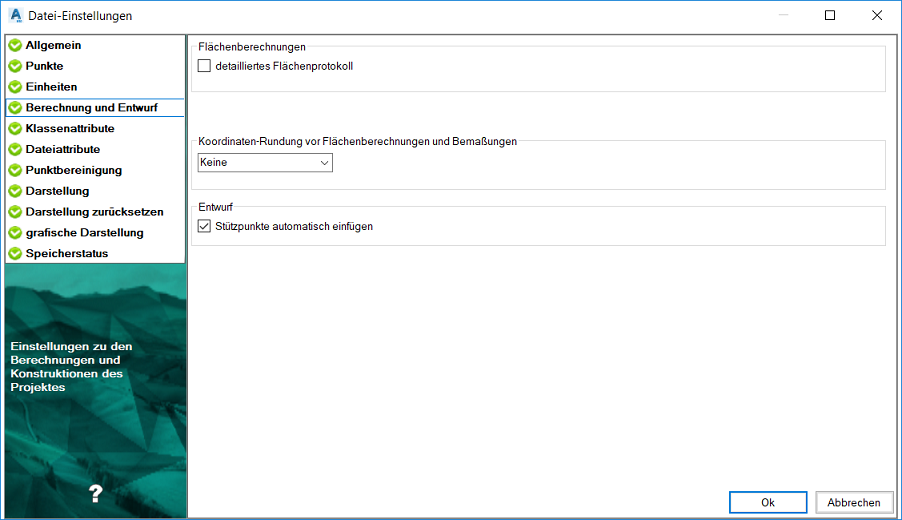 Datei-Einstellungen
Allgemein
Punkte
Einheiten
Berechnung und Entwurf
Klassenattribute
Dateiattribute
Punktbereinigung
Darstellung
Darstellung zurücksetzen
grafische Darstellung
Speicherstatus
Einstellungen zu den
Berechnungen und
Konstruktionen des
Projektes
?
Flächenberechnungen
detailliertes Flächenprotokoll
Koordinaten-Rundung vor Flächenberechnungen und Bemaßungen
Keine
Entwurf
Stützpunkte automatisch einfügen
Ok
Abbrechen